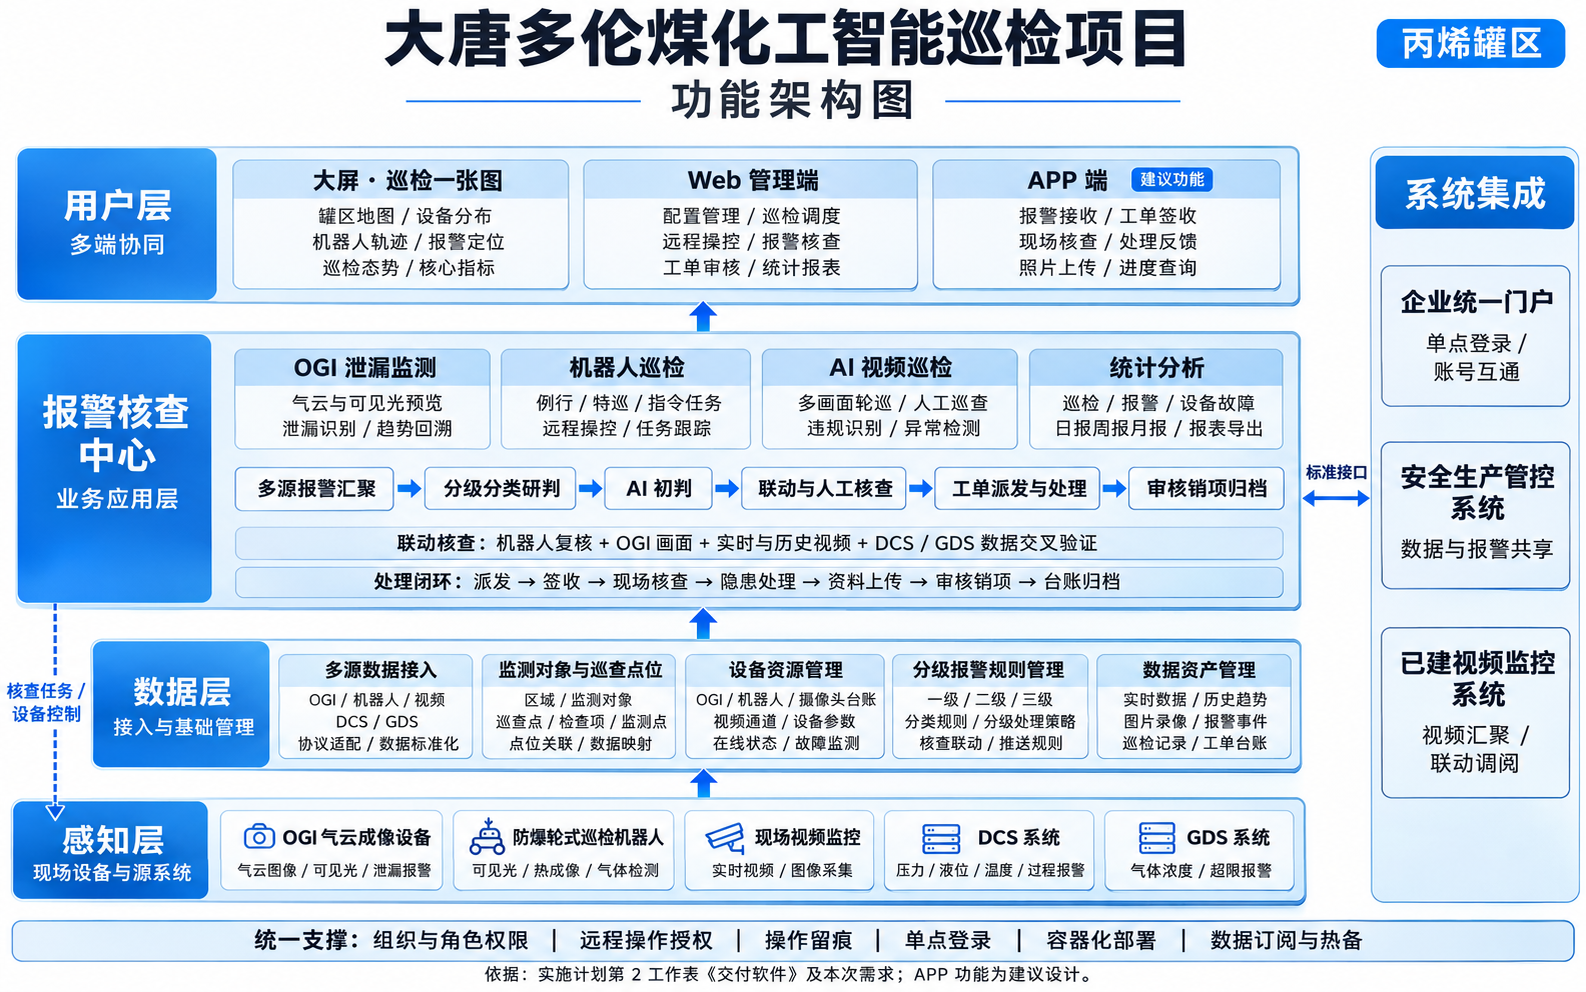 大唐多伦煤化工智能巡检项目
丙烯罐区
功能架构图
用户层
多端协同
大屏·巡检一张图
罐区地图 / 设备分布
机器人轨迹 / 报警定位
巡检态势 / 核心指标
Web 管理端
配置管理 / 巡检调度
远程操控 / 报警核查
工单审核 / 统计报表
APP 端
建议功能
报警接收 / 工单签收
现场核查 / 处理反馈
照片上传 / 进度查询
报警核查
中心
业务应用层
OGI 泄漏监测
气云与可见光预览
泄漏识别 / 趋势回溯
机器人巡检
例行 / 特巡 / 指令任务
远程操控 / 任务跟踪
AI 视频巡检
多画面轮巡 / 人工巡查
违规识别 / 异常检测
统计分析
巡检 / 报警 / 设备故障
日报周报月报 / 报表导出
多源报警汇聚
分级分类研判
AI 初判
联动与人工核查
工单派发与处理
审核销项归档
联动核查：机器人复核 + OGI 画面 + 实时与历史视频 + DCS / GDS 数据交叉验证
处理闭环：派发 → 签收 → 现场核查 → 隐患处理 → 资料上传 → 审核销项 → 台账归档
核查任务 /
设备控制
数据层
接入与基础管理
多源数据接入
OGI / 机器人 / 视频
DCS / GDS
协议适配 / 数据标准化
监测对象与巡查点位
区域 / 监测对象
巡查点 / 检查项 / 监测点
点位关联 / 数据映射
设备资源管理
OGI / 机器人 / 摄像头台账
视频通道 / 设备参数
在线状态 / 故障监测
分级报警规则管理
一级 / 二级 / 三级
分类规则 / 分级处理策略
核查联动 / 推送规则
数据资产管理
实时数据 / 历史趋势
图片录像 / 报警事件
巡检记录 / 工单台账
感知层
现场设备与源系统
OGI 气云成像设备
气云图像 / 可见光 / 泄漏报警
防爆轮式巡检机器人
可见光 / 热成像 / 气体检测
现场视频监控
实时视频 / 图像采集
DCS 系统
压力 / 液位 / 温度 / 过程报警
GDS 系统
气体浓度 / 超限报警
标准接口
系统集成
企业统一门户
单点登录 /
账号互通
安全生产管控
系统
数据与报警共享
已建视频监控
系统
视频汇聚 /
联动调阅
统一支撑：组织与角色权限 | 远程操作授权 | 操作留痕 | 单点登录 | 容器化部署 | 数据订阅与热备
依据：实施计划第 2 工作表《交付软件》及本次需求；APP 功能为建议设计。